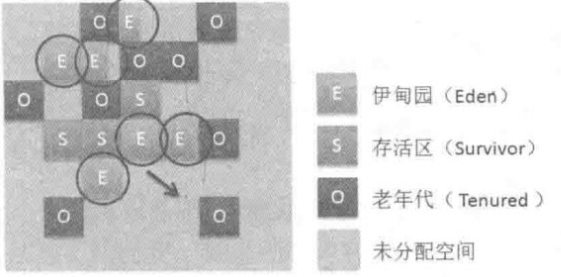 O E O
E E O O
O O S
S S E E O
E
O O
E 伊甸园（Eden）
S 存活区（Survivor）
O 老年代（Tenured）
未分配空间